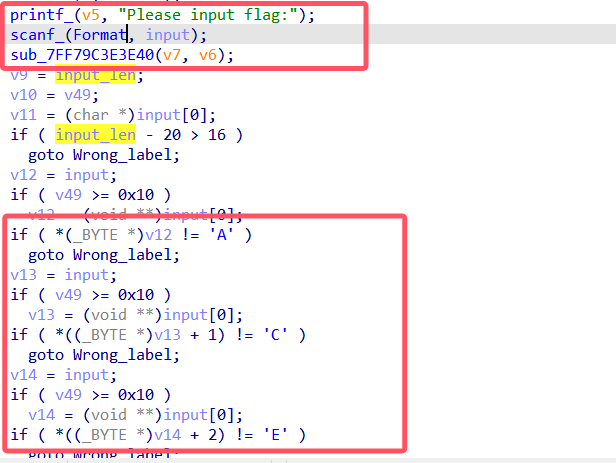 printf_(v5, "Please input flag:");
scanf_(Format, input);
sub_7FF79C3E3E40(v7, v6);
v9 = input_len;
v10 = v49;
v11 = (char *)input[0];
if ( input_len - 20 > 16 )
goto Wrong_label;
v12 = input;
if ( v49 >= 0x10 )
v12 = (void **)input[0];
if ( *(_BYTE *)v12 != 'A' )
goto Wrong_label;
v13 = input;
if ( v49 >= 0x10 )
v13 = (void **)input[0];
if ( *((_BYTE *)v13 + 1) != 'C' )
goto Wrong_label;
v14 = input;
if ( v49 >= 0x10 )
v14 = (void **)input[0];
if ( *((_BYTE *)v14 + 2) != 'E' )
goto Wrong_label;